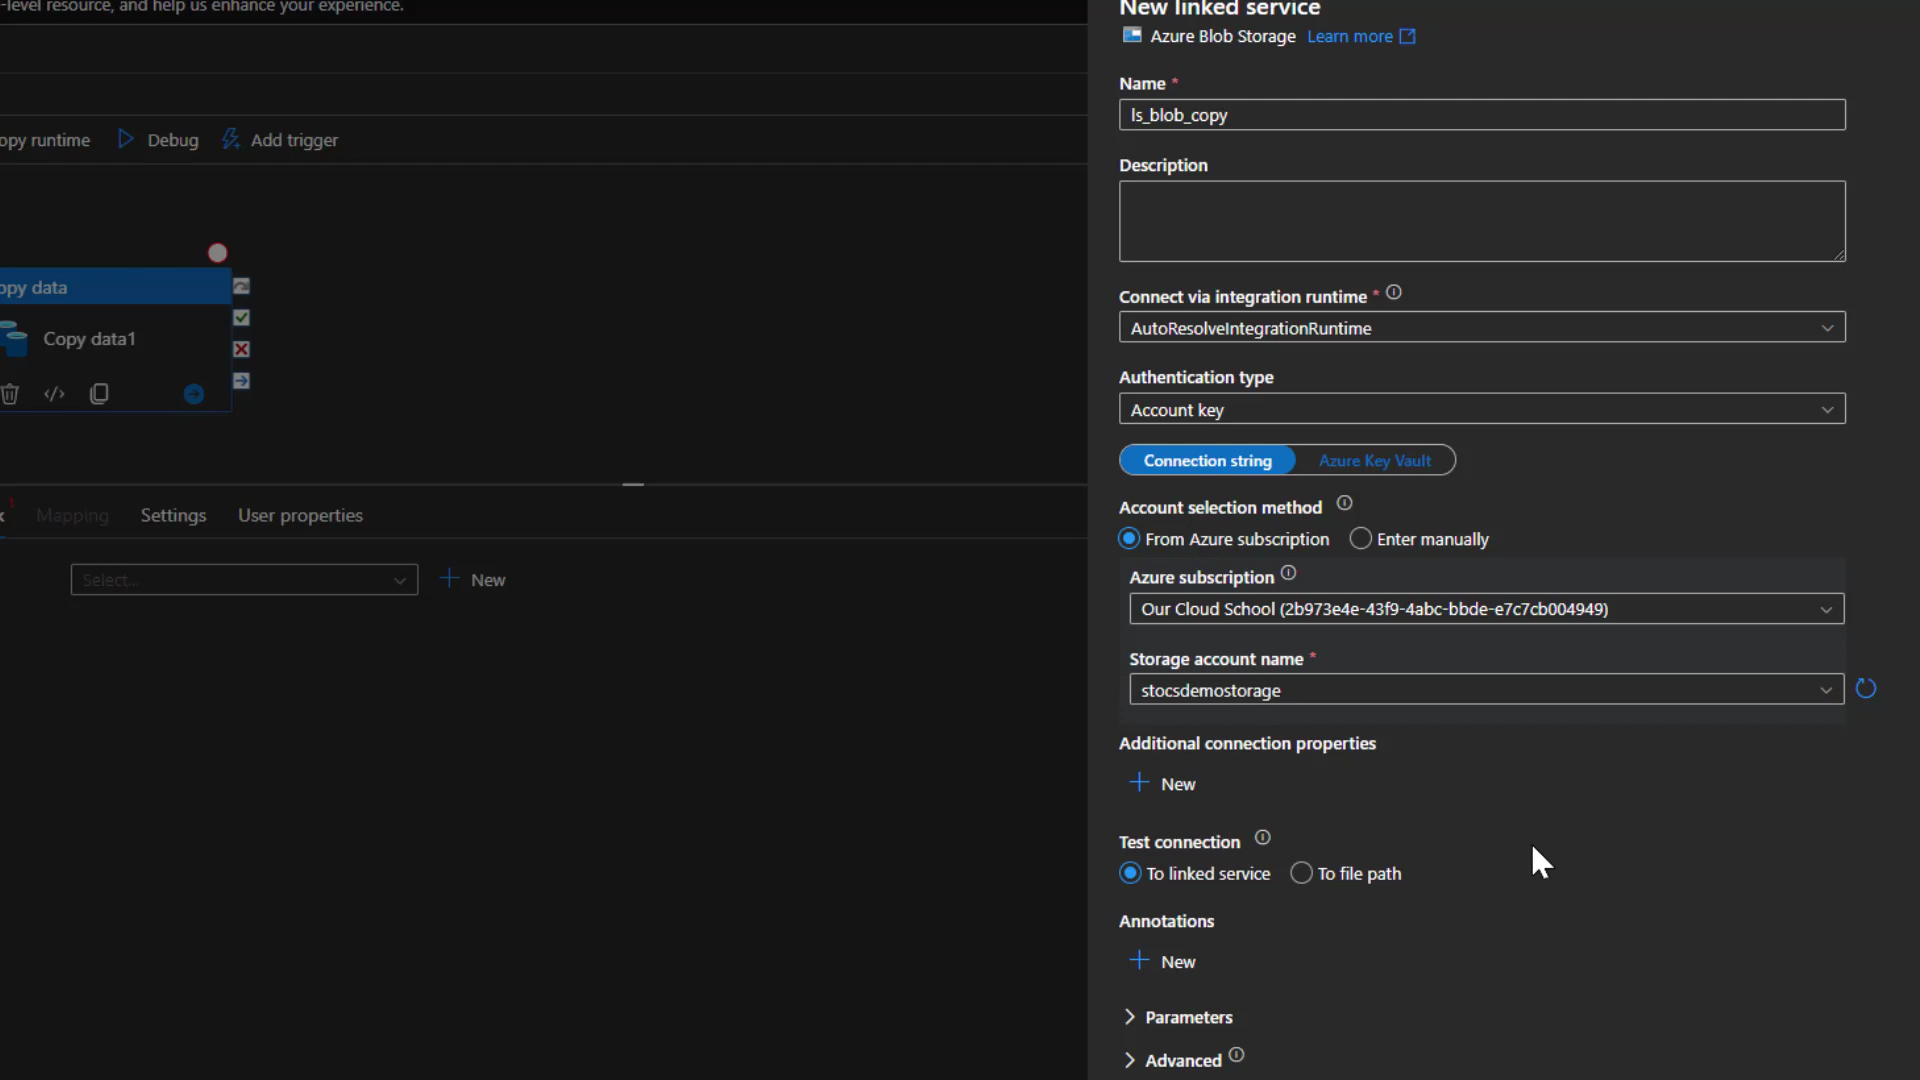 -level resource, and help us enhance your experience.
opy runtime
Debug
Add trigger
opy data
Copy data1
Mapping
Settings
User properties
Select...
New
New linked service
Azure Blob Storage Learn more
Name *
ls_blob_copy
Description
Connect via integration runtime *
AutoResolveIntegrationRuntime
Authentication type
Account key
Connection string
Azure Key Vault
Account selection method
From Azure subscription
Enter manually
Azure subscription
Our Cloud School (2b973e4e-43f9-4abc-bbde-e7c7cb004949)
Storage account name *
stocsdemostorage
Additional connection properties
New
Test connection
To linked service
To file path
Annotations
New
Parameters
Advanced